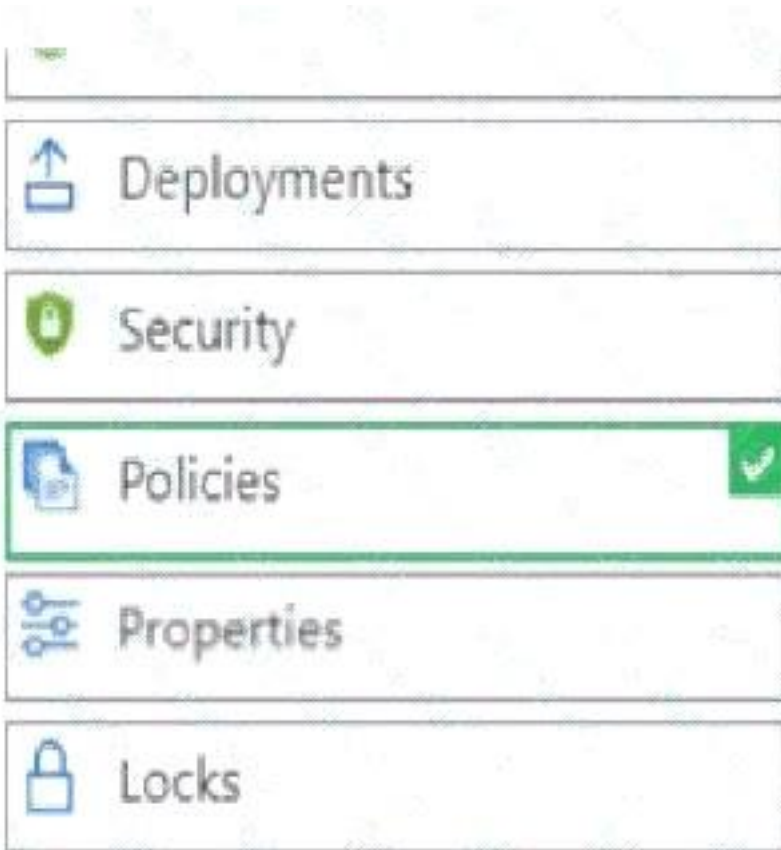 Deployments
Security
Policies
Properties
Locks